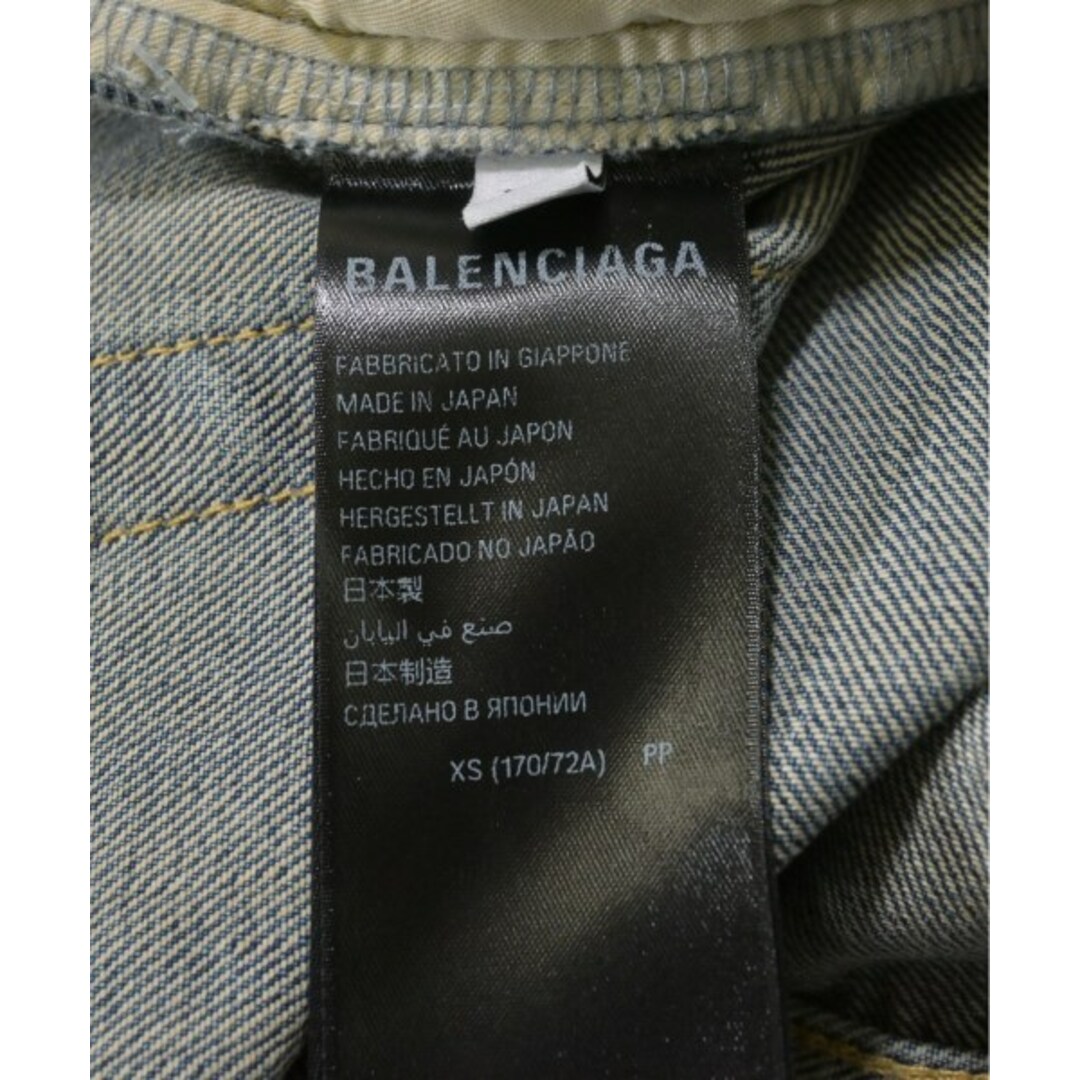 BALENCIAGA
FABBRICATO IN GIAPPONE
MADE IN JAPAN
FABRIQUÉ AU JAPON
HECHO EN JAPÓN
HERGESTELLT IN JAPAN
FABRICADO NO JAPÃO
日本製
صنع في اليابان
日本制造
СДЕЛАНО В ЯПОНИИ
XS (170/72A) PP